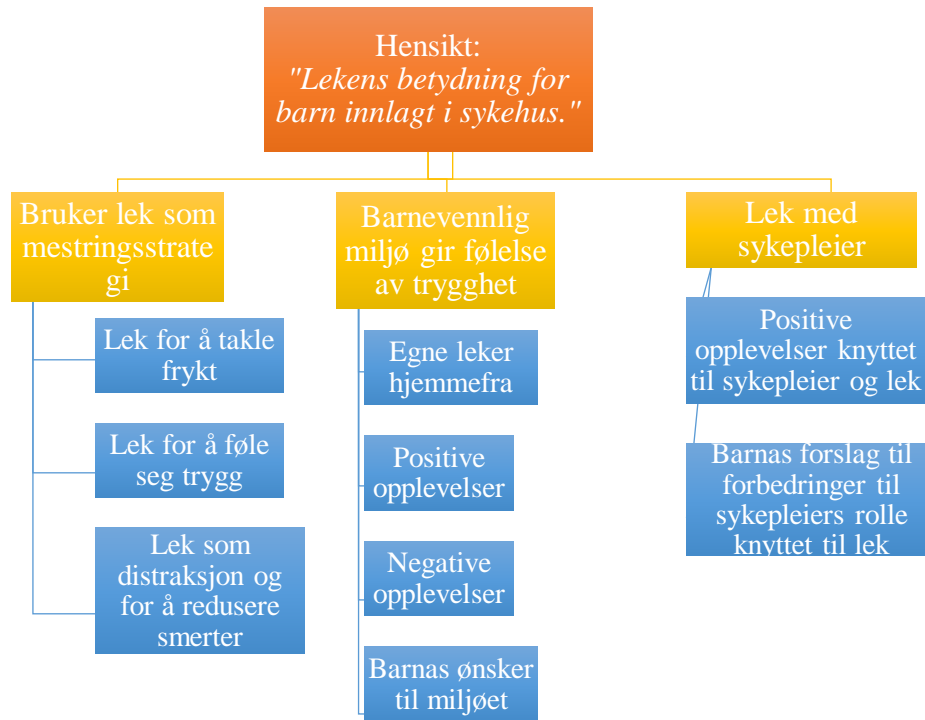 Hensikt:
"Lekens betydning for
barn innlagt i sykehus."
Bruker lek som
mestringsstrate
gi
Lek for å takle
frykt
Lek for å føle
seg trygg
Lek som
distraksjon og
for å redusere
smerter
Barnevennlig
miljø gir følelse
av trygghet
Egne leker
hjemmefra
Positive
opplevelser
Negative
opplevelser
Barnas ønsker
til miljøet
Lek med
sykepleier
Positive
opplevelser knyttet
til sykepleier og lek
Barnas forslag til
forbedringer til
sykepleiers rolle
knyttet til lek